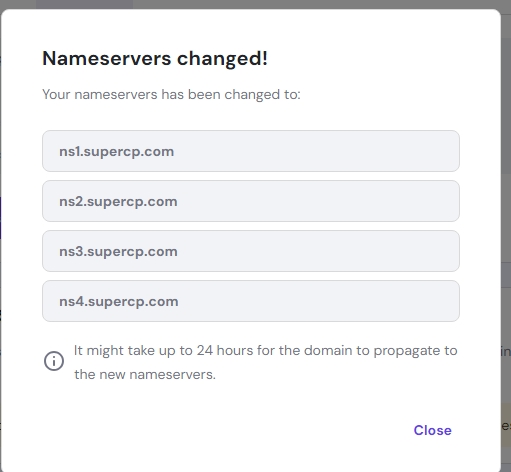 Nameservers changed!
Your nameservers has been changed to:
ns1.supercp.com
ns2.supercp.com
ns3.supercp.com
ns4.supercp.com
It might take up to 24 hours for the domain to propagate to
the new nameservers.
Close